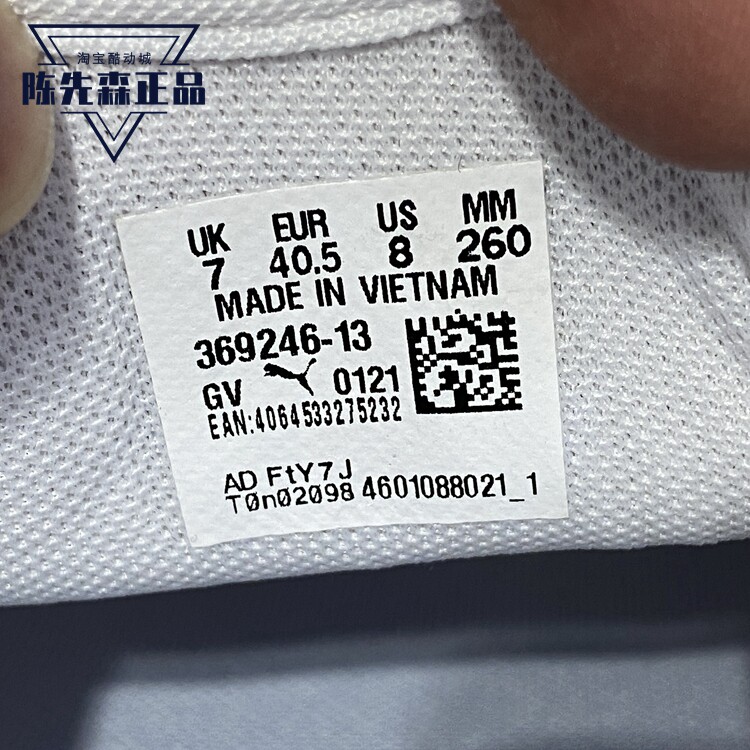 淘宝酷动城
陈先森正品
UK EUR US MM
7 40.5 8 260
MADE IN VIETNAM
369246-13
GV 0121
EAN:4064533275232
AD FtY7J
T0n02098 4601088021_1